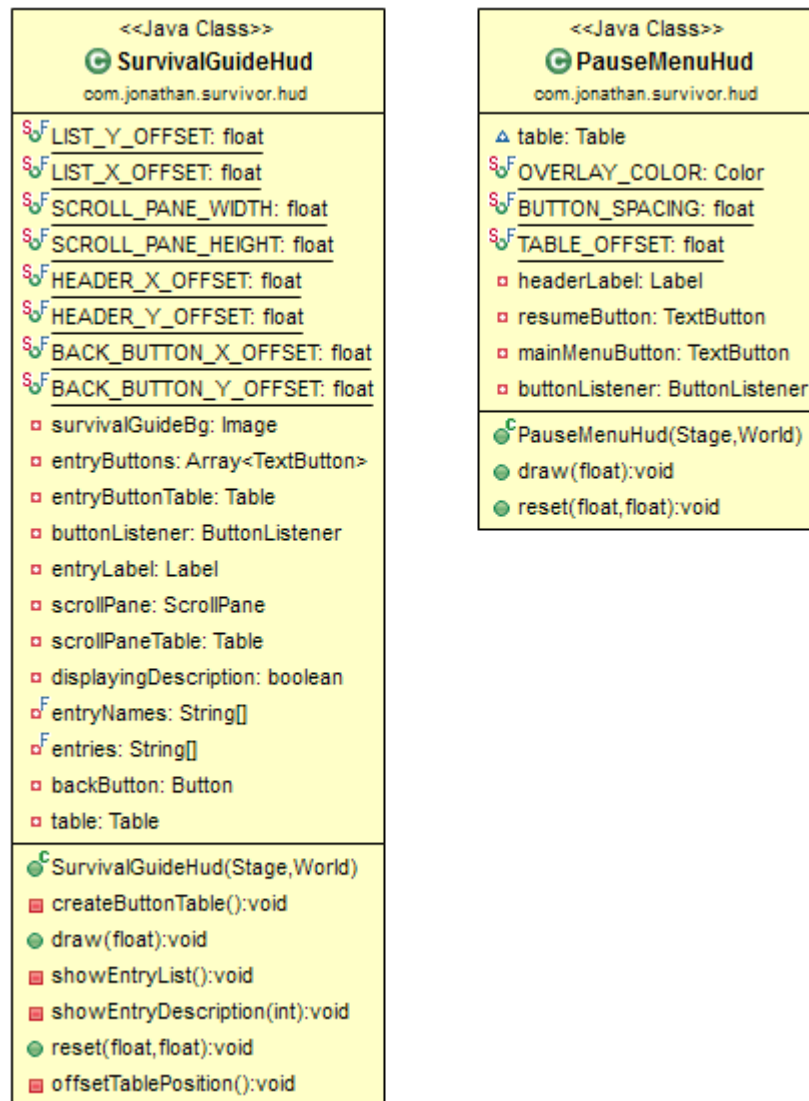 <<Java Class>>
SurvivalGuideHud
com.jonathan.survivor.hud
LIST_Y_OFFSET: float
LIST_X_OFFSET: float
SCROLL_PANE_WIDTH: float
SCROLL_PANE_HEIGHT: float
HEADER_X_OFFSET: float
HEADER_Y_OFFSET: float
BACK_BUTTON_X_OFFSET: float
BACK_BUTTON_Y_OFFSET: float
survivalGuideBg: Image
entryButtons: Array<TextButton>
entryButtonTable: Table
buttonListener: ButtonListener
entryLabel: Label
scrollPane: ScrollPane
scrollPaneTable: Table
displayingDescription: boolean
entryNames: String[]
entries: String[]
backButton: Button
table: Table
SurvivalGuideHud(Stage,World)
createButtonTable():void
draw(float):void
showEntryList():void
showEntryDescription(int):void
reset(float,float):void
offsetTablePosition():void
<<Java Class>>
PauseMenuHud
com.jonathan.survivor.hud
table: Table
OVERLAY_COLOR: Color
BUTTON_SPACING: float
TABLE_OFFSET: float
headerLabel: Label
resumeButton: TextButton
mainMenuButton: TextButton
buttonListener: ButtonListener
PauseMenuHud(Stage,World)
draw(float):void
reset(float,float):void